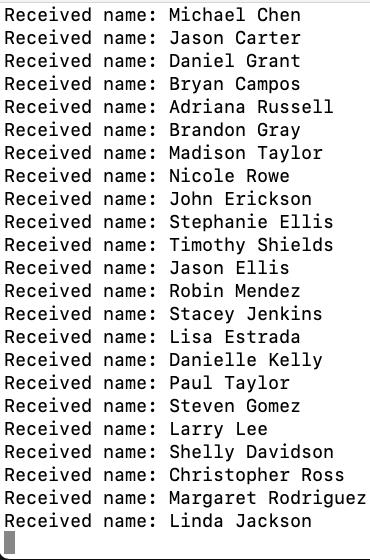 Received name: Michael Chen
Received name: Jason Carter
Received name: Daniel Grant
Received name: Bryan Campos
Received name: Adriana Russell
Received name: Brandon Gray
Received name: Madison Taylor
Received name: Nicole Rowe
Received name: John Erickson
Received name: Stephanie Ellis
Received name: Timothy Shields
Received name: Jason Ellis
Received name: Robin Mendez
Received name: Stacey Jenkins
Received name: Lisa Estrada
Received name: Danielle Kelly
Received name: Paul Taylor
Received name: Steven Gomez
Received name: Larry Lee
Received name: Shelly Davidson
Received name: Christopher Ross
Received name: Margaret Rodriguez
Received name: Linda Jackson